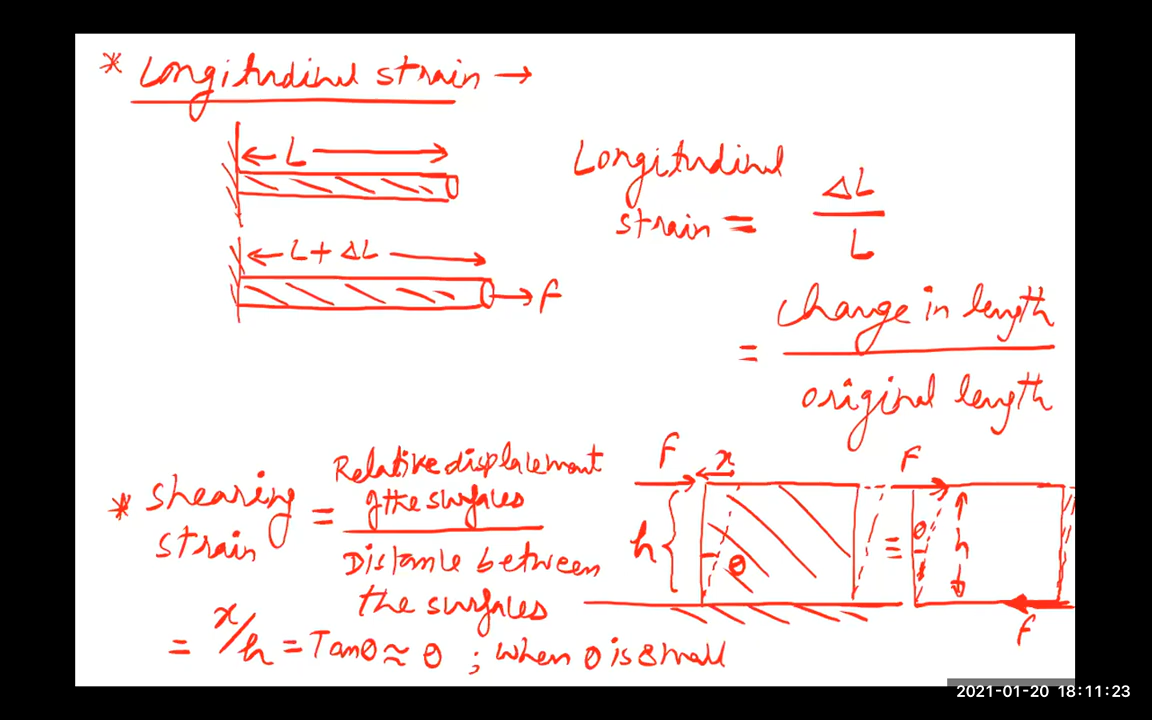 * Longitudinal strain →
L
L + ΔL
F
Longitudinal
strain = ΔL / L
= change in length / original length
* Shearing strain = Relative displacement of the surfaces / Distance between the surfaces
F x h θ
= F θ h F
= x/h = Tanθ ≈ θ ; when θ is small
2021-01-20 18:11:23